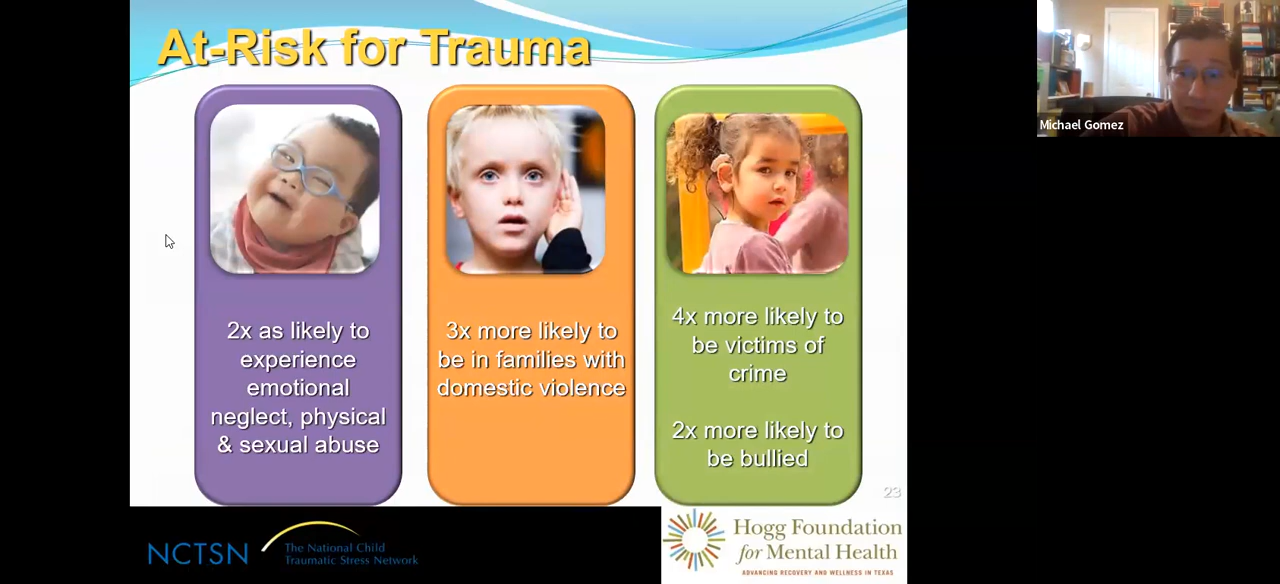 At-Risk for Trauma
2x as likely to
experience
emotional
neglect, physical
& sexual abuse
3x more likely to
be in families with
domestic violence
4x more likely to
be victims of
crime
2x more likely to
be bullied
23
NCTSN
The National Child
Traumatic Stress Network
Hogg Foundation
for Mental Health
ADVANCING RECOVERY AND WELLNESS IN TEXAS
Michael Gomez